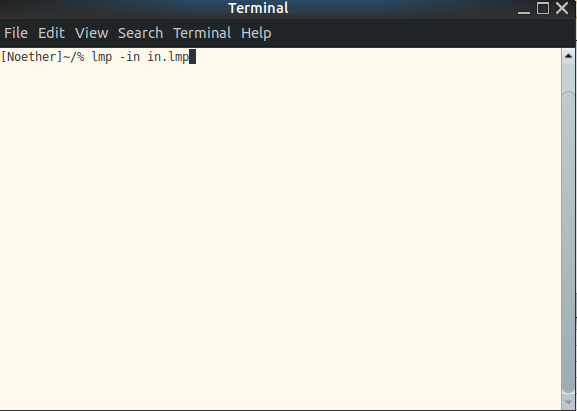 Terminal
File Edit View Search Terminal Help
[Noether]~/% lmp -in in.lmp